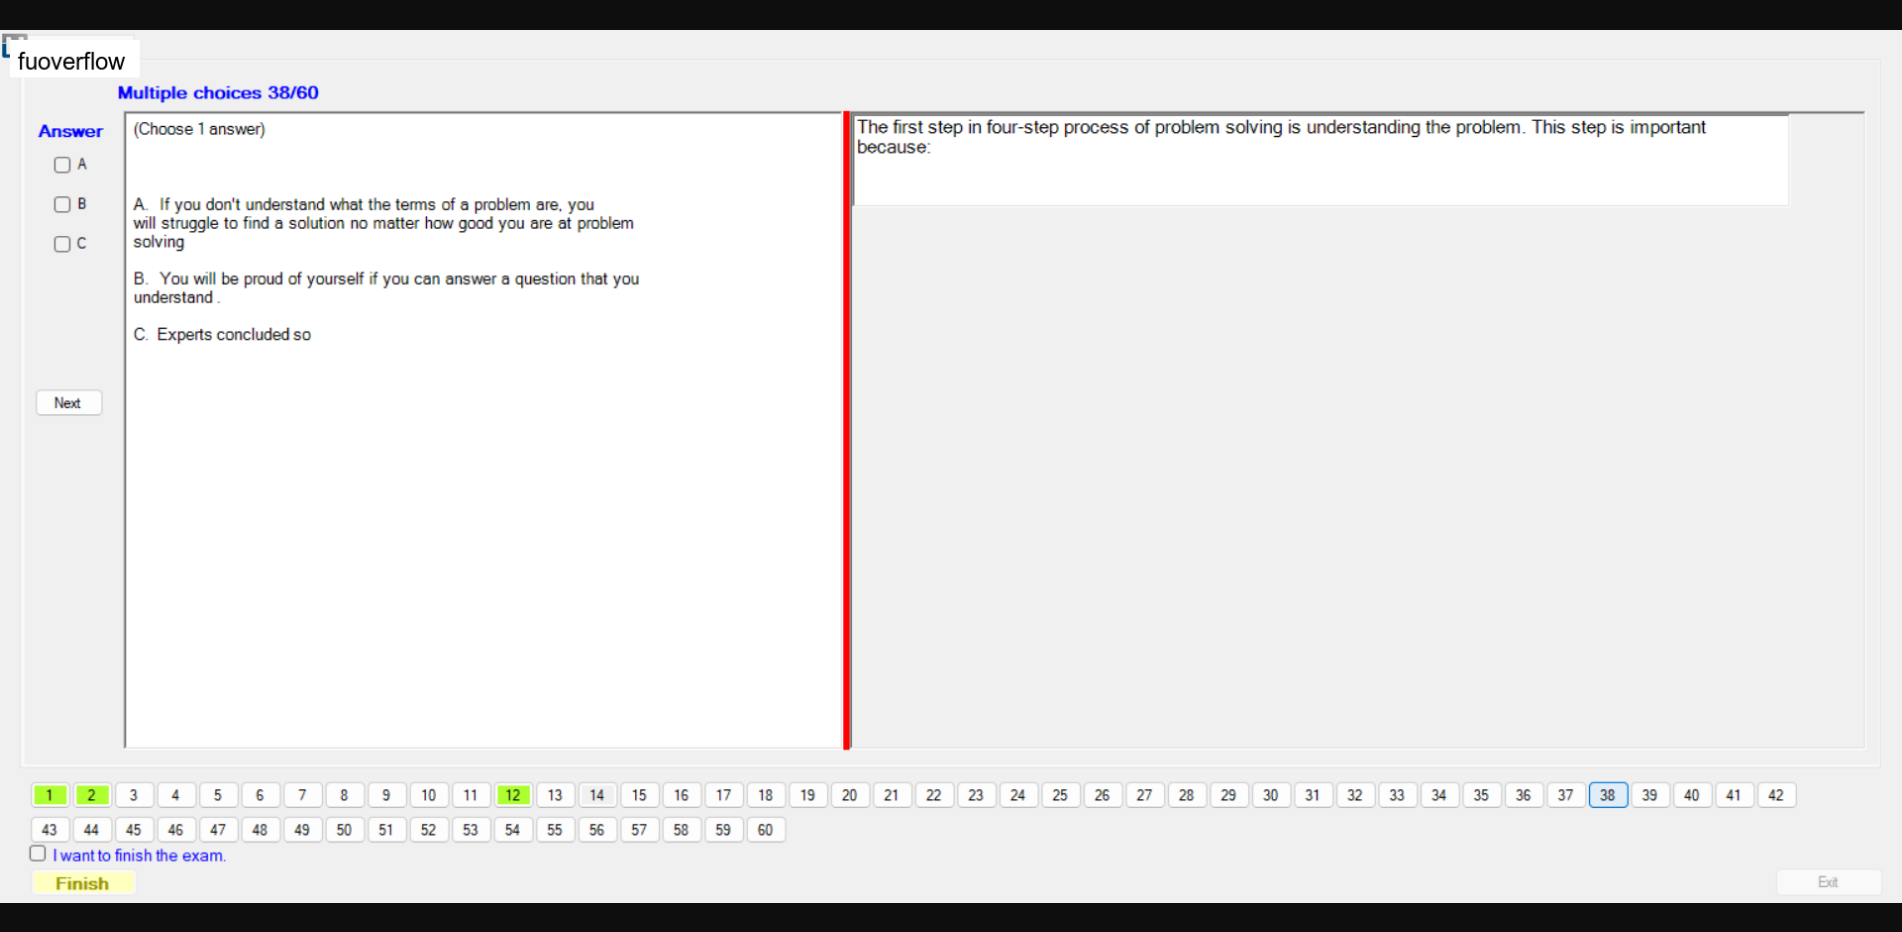 fuoverflow
Multiple choices 38/60
Answer
(Choose 1 answer)
A
B
C
A. If you don't understand what the terms of a problem are, you
will struggle to find a solution no matter how good you are at problem
solving
B. You will be proud of yourself if you can answer a question that you
understand .
C. Experts concluded so
Next
The first step in four-step process of problem solving is understanding the problem. This step is important
because:
1 2 3 4 5 6 7 8 9 10 11 12 13 14 15 16 17 18 19 20 21 22 23 24 25 26 27 28 29 30 31 32 33 34 35 36 37 38 39 40 41 42
43 44 45 46 47 48 49 50 51 52 53 54 55 56 57 58 59 60
I want to finish the exam.
Finish
Exit